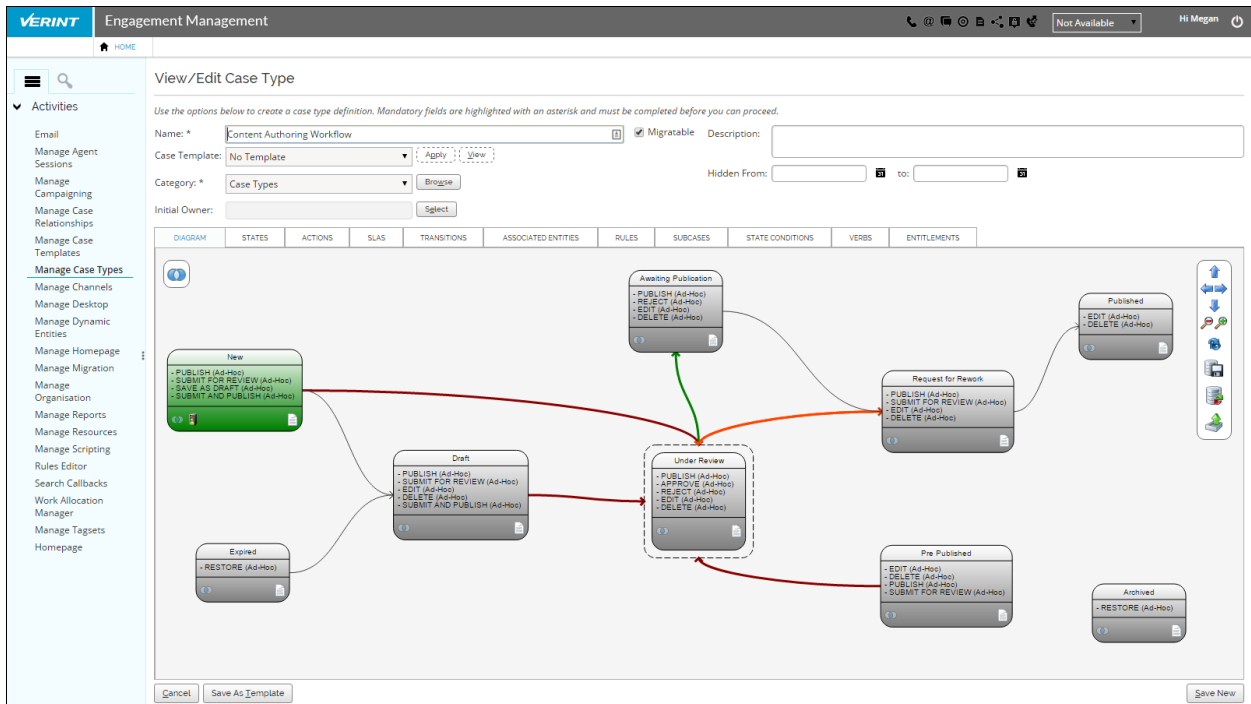 VERINT
Engagement Management
Not Available
Hi Megan
HOME
Activities
Email
Manage Agent
Sessions
Manage
Campaigning
Manage Case
Relationships
Manage Case
Templates
Manage Case Types
Manage Channels
Manage Desktop
Manage Dynamic
Entities
Manage Homepage
Manage Migration
Manage
Organisation
Manage Reports
Manage Resources
Manage Scripting
Rules Editor
Search Callbacks
Work Allocation
Manager
Manage Tagsets
Homepage
View/Edit Case Type
Use the options below to create a case type definition. Mandatory fields are highlighted with an asterisk and must be completed before you can proceed.
Name: * Content Authoring Workflow
Migratable
Description:
Case Template: No Template Apply View
Hidden From: 31 to: 31
Category: * Case Types Browse
Initial Owner: Select
DIAGRAM STATES ACTIONS SLAS TRANSITIONS ASSOCIATED ENTITIES RULES SUBCASES STATE CONDITIONS VERBS ENTITLEMENTS
Awaiting Publication
- PUBLISH (Ad-Hoc)
- REJECT (Ad-Hoc)
- EDIT (Ad-Hoc)
- DELETE (Ad-Hoc)
Published
- EDIT (Ad-Hoc)
- DELETE (Ad-Hoc)
New
- PUBLISH (Ad-Hoc)
- SUBMIT FOR REVIEW (Ad-Hoc)
- SAVE AS DRAFT (Ad-Hoc)
- SUBMIT AND PUBLISH (Ad-Hoc)
Request for Rework
- PUBLISH (Ad-Hoc)
- SUBMIT FOR REVIEW (Ad-Hoc)
- EDIT (Ad-Hoc)
- DELETE (Ad-Hoc)
Draft
- PUBLISH (Ad-Hoc)
- SUBMIT FOR REVIEW (Ad-Hoc)
- EDIT (Ad-Hoc)
- DELETE (Ad-Hoc)
- SUBMIT AND PUBLISH (Ad-Hoc)
Under Review
- PUBLISH (Ad-Hoc)
- APPROVE (Ad-Hoc)
- REJECT (Ad-Hoc)
- EDIT (Ad-Hoc)
- DELETE (Ad-Hoc)
Expired
- RESTORE (Ad-Hoc)
Pre Published
- EDIT (Ad-Hoc)
- DELETE (Ad-Hoc)
- PUBLISH (Ad-Hoc)
- SUBMIT FOR REVIEW (Ad-Hoc)
Archived
- RESTORE (Ad-Hoc)
Cancel
Save As Template
Save New